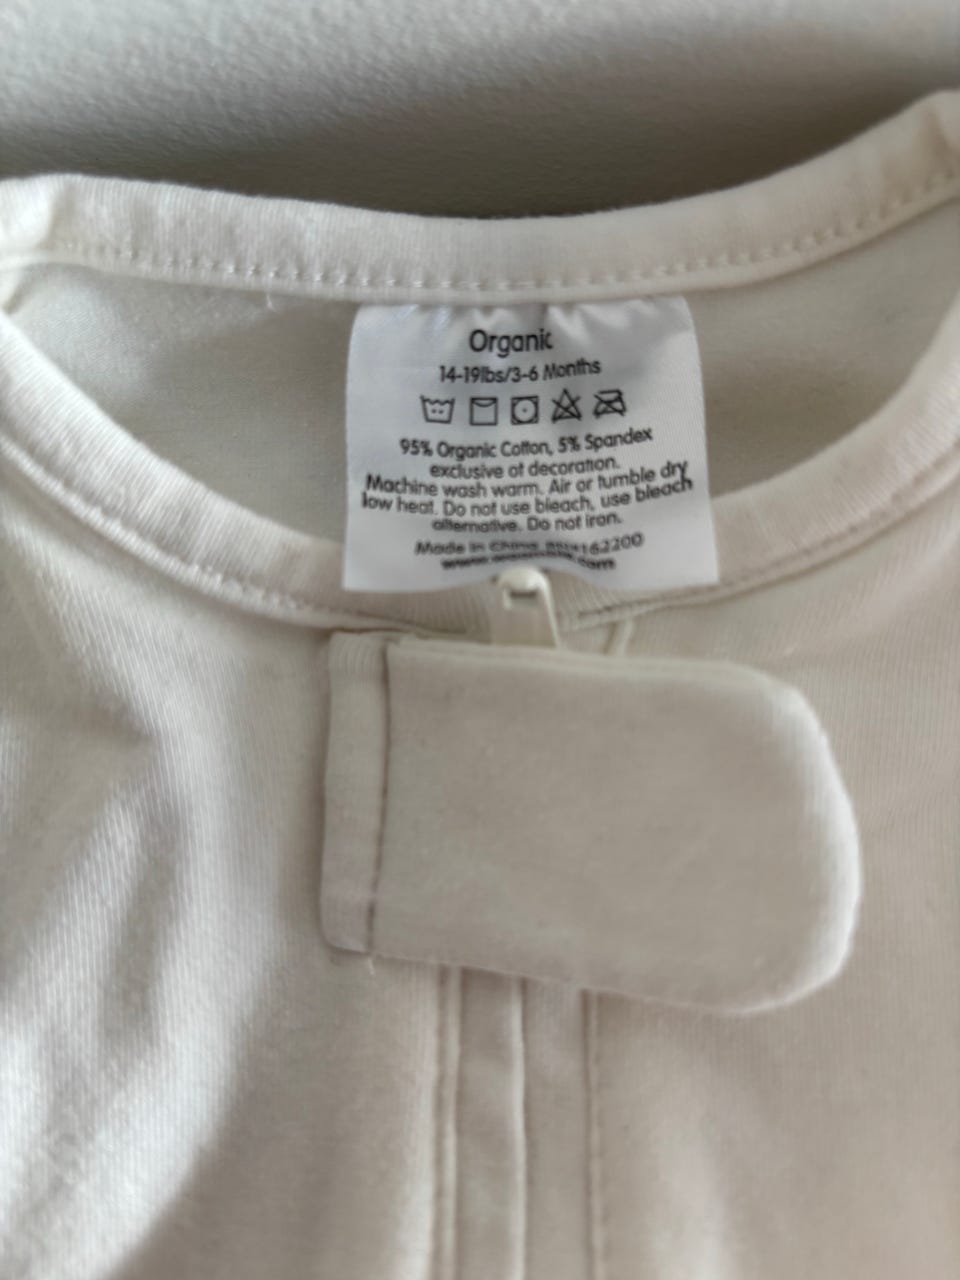 Organic
14-19lbs/3-6 Months
95% Organic Cotton, 5% Spandex
exclusive of decoration.
Machine wash warm. Air or tumble dry
low heat. Do not use bleach, use bleach
alternative. Do not iron.
Made in China